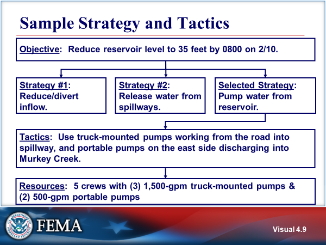 Sample Strategy and Tactics
Objective: Reduce reservoir level to 35 feet by 0800 on 2/10.
Strategy #1:
Reduce/divert
inflow.
Strategy #2:
Release water from
spillways.
Selected Strategy:
Pump water from
reservoir.
Tactics: Use truck-mounted pumps working from the road into
spillway, and portable pumps on the east side discharging into
Murkey Creek.
Resources: 5 crews with (3) 1,500-gpm truck-mounted pumps &
(2) 500-gpm portable pumps
FEMA
Visual 4.9